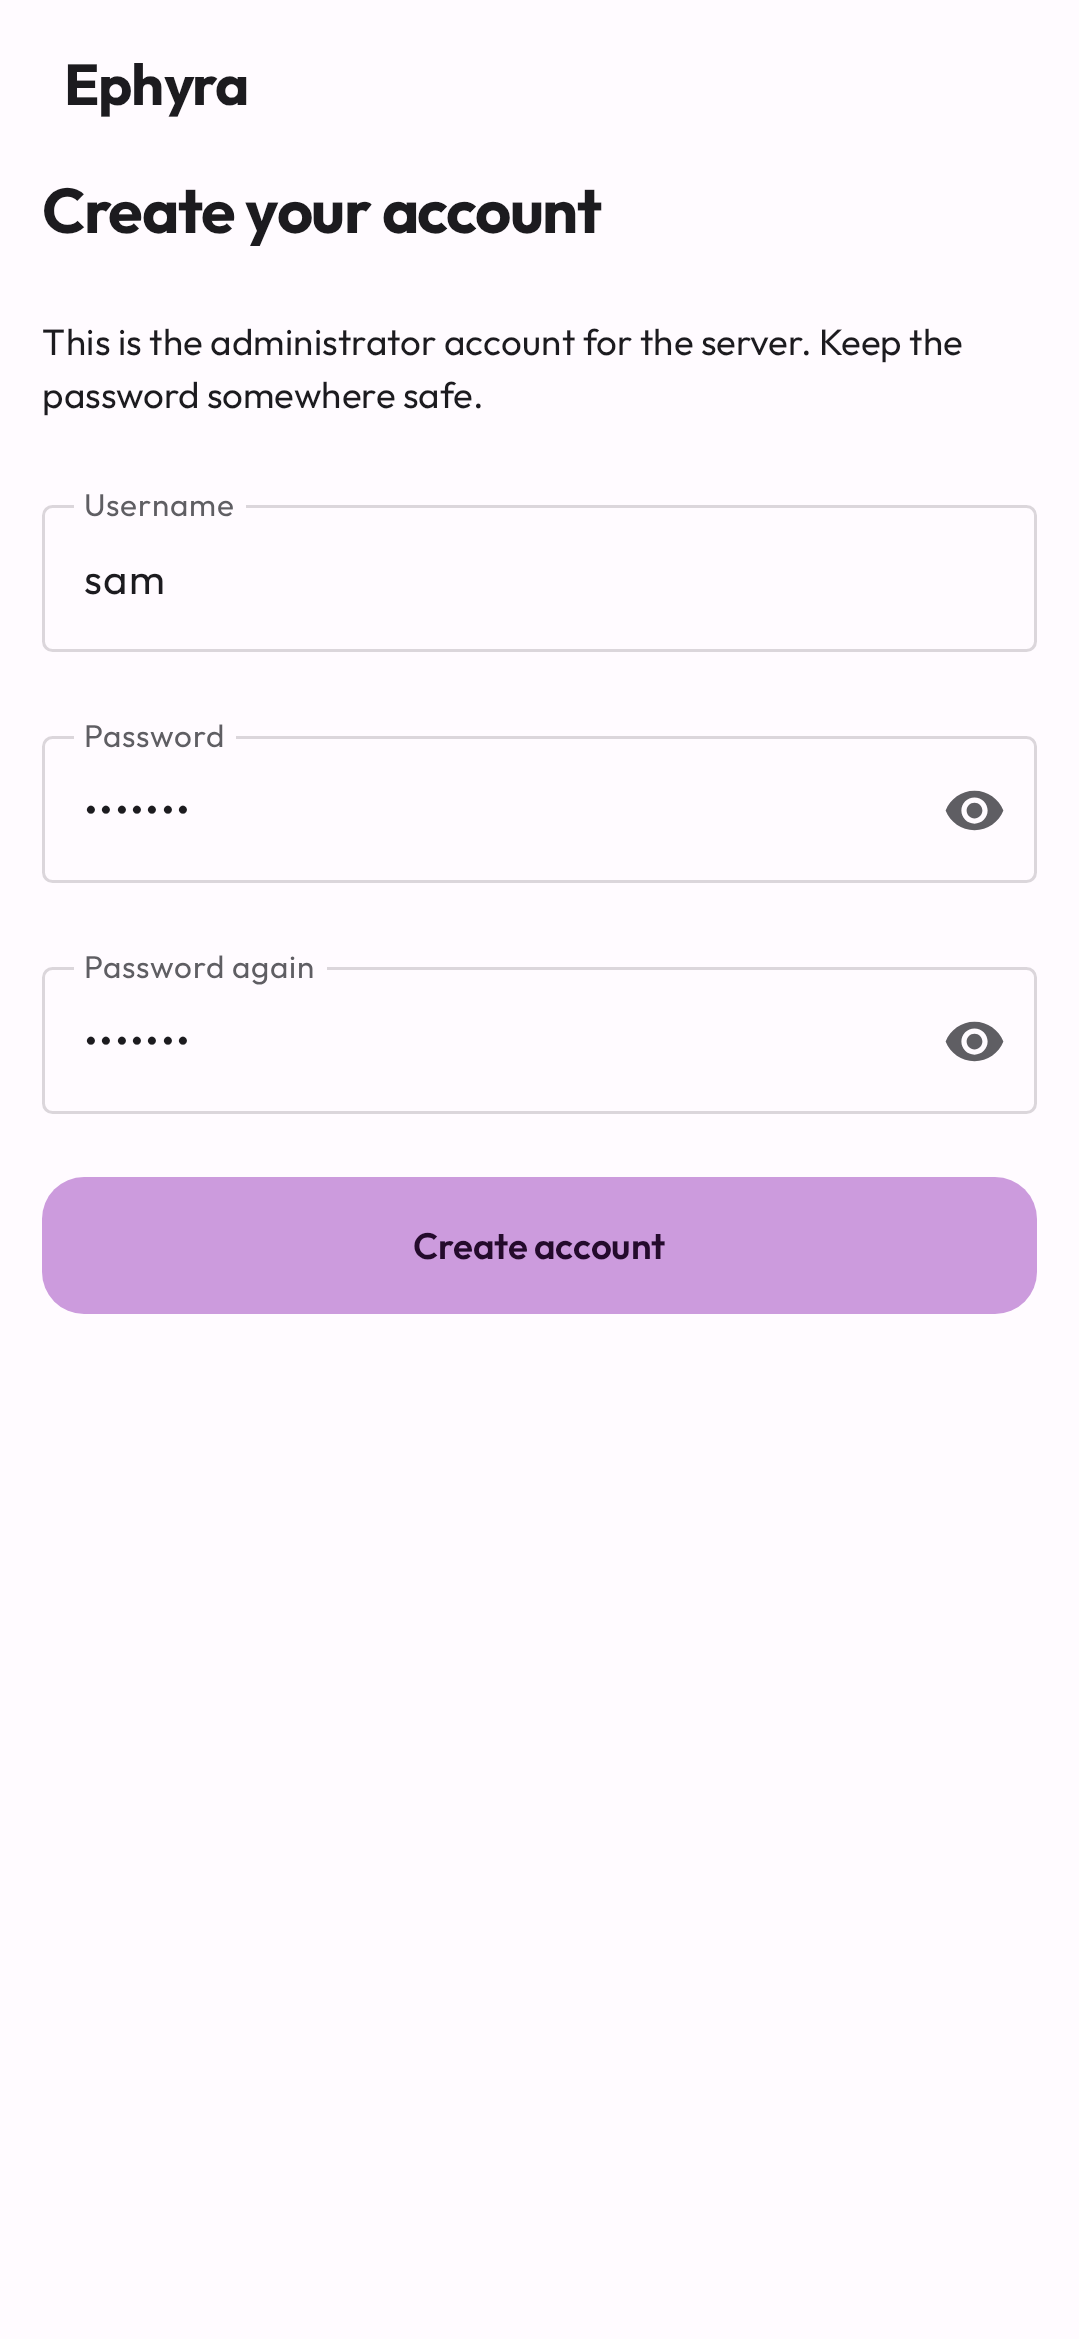 Ephyra
Create your account
This is the administrator account for the server. Keep the
password somewhere safe.
Username
sam
Password
•••••••
Password again
•••••••
Create account